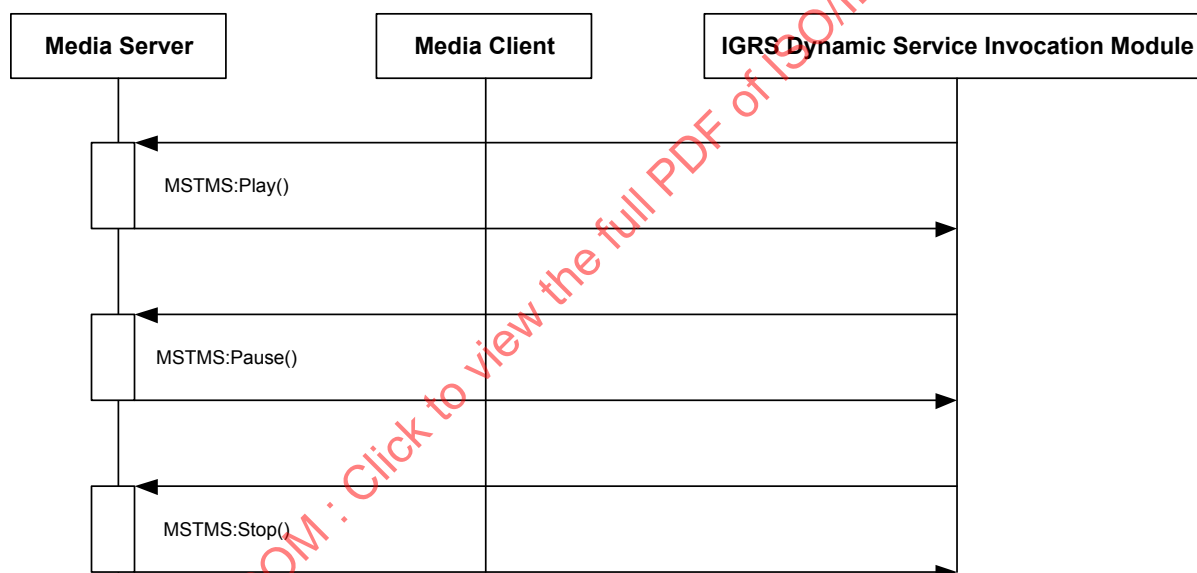 Media Server
Media Client
IGRS Dynamic Service Invocation Module
MSTMS:Play()
MSTMS:Pause()
MSTMS:Stop()
OM : Click to view the full PDF of ISO/